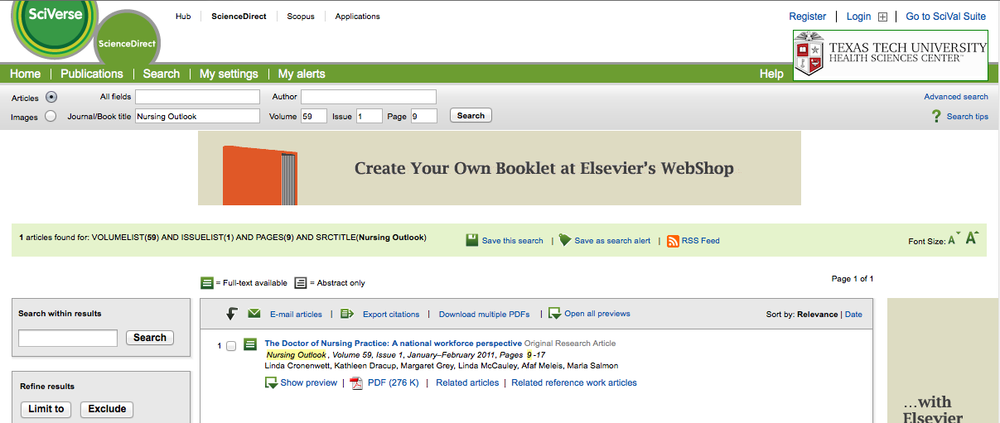 SciVerse
ScienceDirect
Hub ScienceDirect Scopus Applications
Register Login Go to SciVal Suite
TEXAS TECH UNIVERSITY
HEALTH SCIENCES CENTER™
Home Publications Search My settings My alerts Help
Articles All fields Author Advanced search
Images Journal/Book title Nursing Outlook Volume 59 Issue 1 Page 9 Search ? Search tips
Create Your Own Booklet at Elsevier's WebShop
1 articles found for: VOLUMELIST(59) AND ISSUELIST(1) AND PAGES(9) AND SRCTITLE(Nursing Outlook) Save this search | Save as search alert | RSS Feed Font Size: A A
= Full-text available = Abstract only Page 1 of 1
Search within results
Search
Refine results
Limit to Exclude
E-mail articles | Export citations | Download multiple PDFs | Open all previews Sort by: Relevance | Date
1 The Doctor of Nursing Practice: A national workforce perspective Original Research Article
Nursing Outlook, Volume 59, Issue 1, January–February 2011, Pages 9-17
Linda Cronenwett, Kathleen Dracup, Margaret Grey, Linda McCauley, Afaf Meleis, Marla Salmon
Show preview | PDF (276 K) | Related articles | Related reference work articles
...with
Elsevier